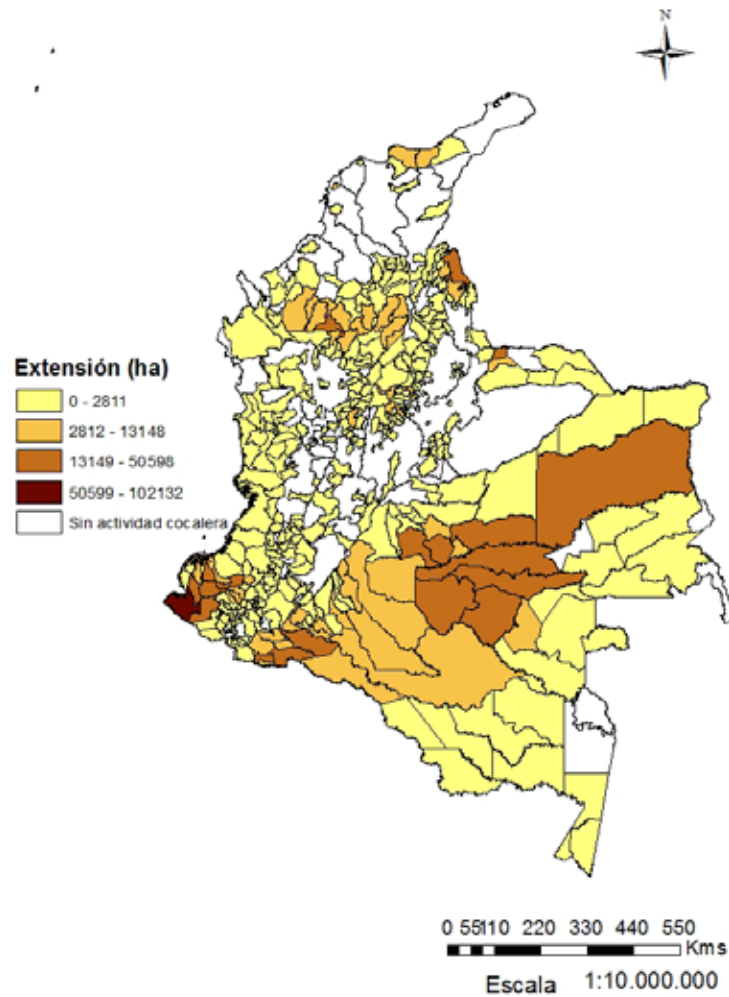 N
Extensión (ha)
0 - 2811
2812 - 13148
13149 - 50598
50599 - 102132
Sin actividad cocalera
0 55110 220 330 440 550
Kms
Escala 1:10.000.000